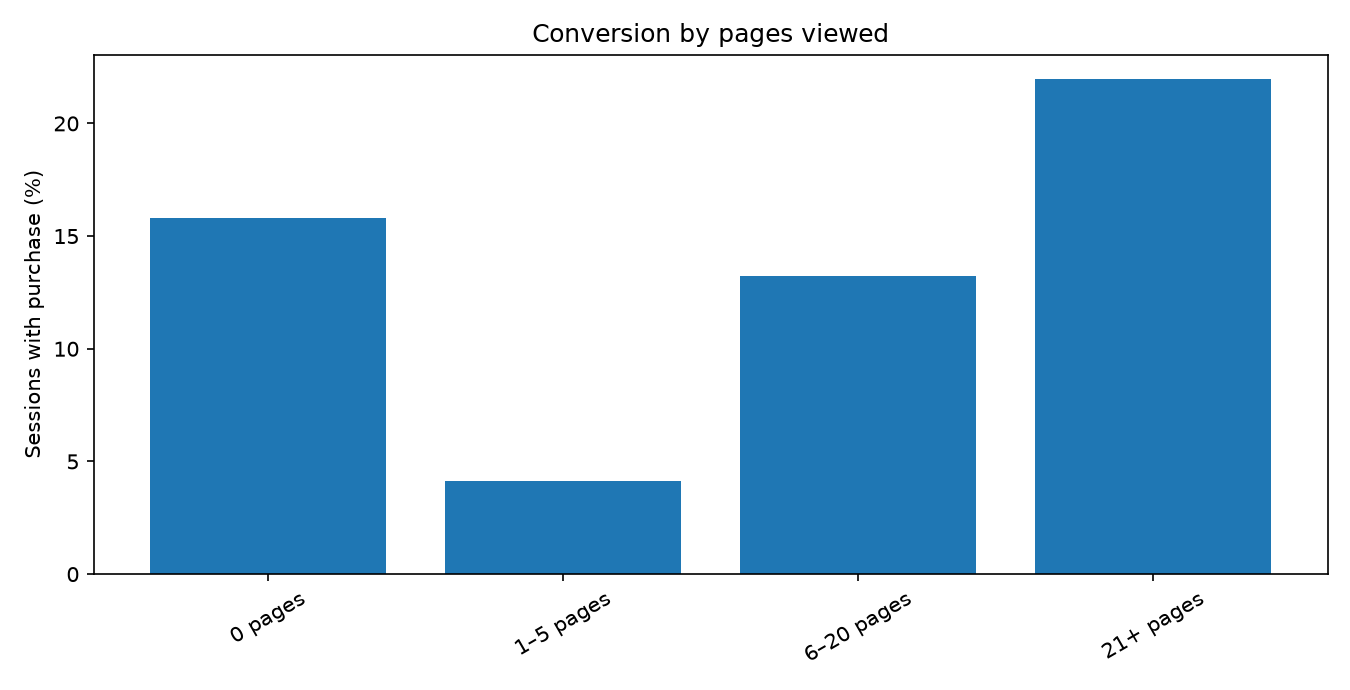 Conversion by pages viewed
Sessions with purchase (%)
20
15
10
5
0
0 pages
1–5 pages
6–20 pages
21+ pages